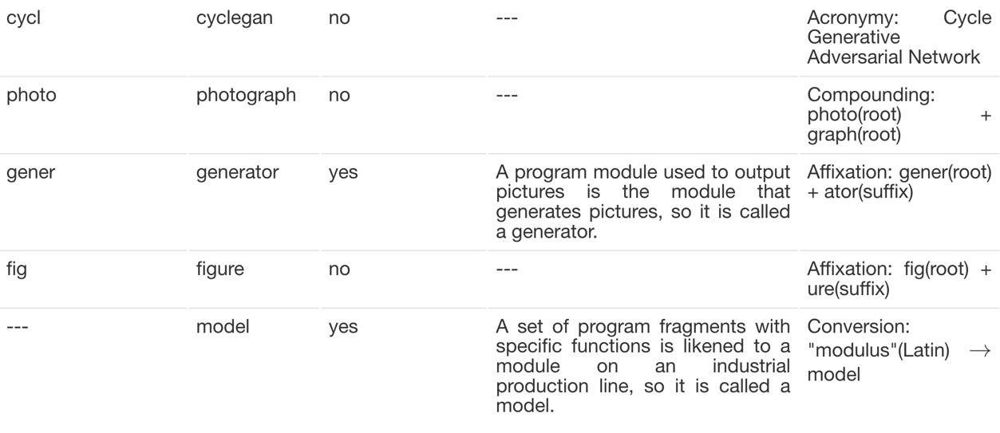 cycl cyclegan no --- Acronymy: Cycle
Generative
Adversarial Network
photo photograph no --- Compounding:
photo(root) +
graph(root)
gener generator yes A program module used to output Affixation: gener(root)
pictures is the module that + ator(suffix)
generates pictures, so it is called
a generator.
fig figure no --- Affixation: fig(root) +
ure(suffix)
--- model yes A set of program fragments with Conversion:
specific functions is likened to a "modulus"(Latin) →
module on an industrial model
production line, so it is called a
model.